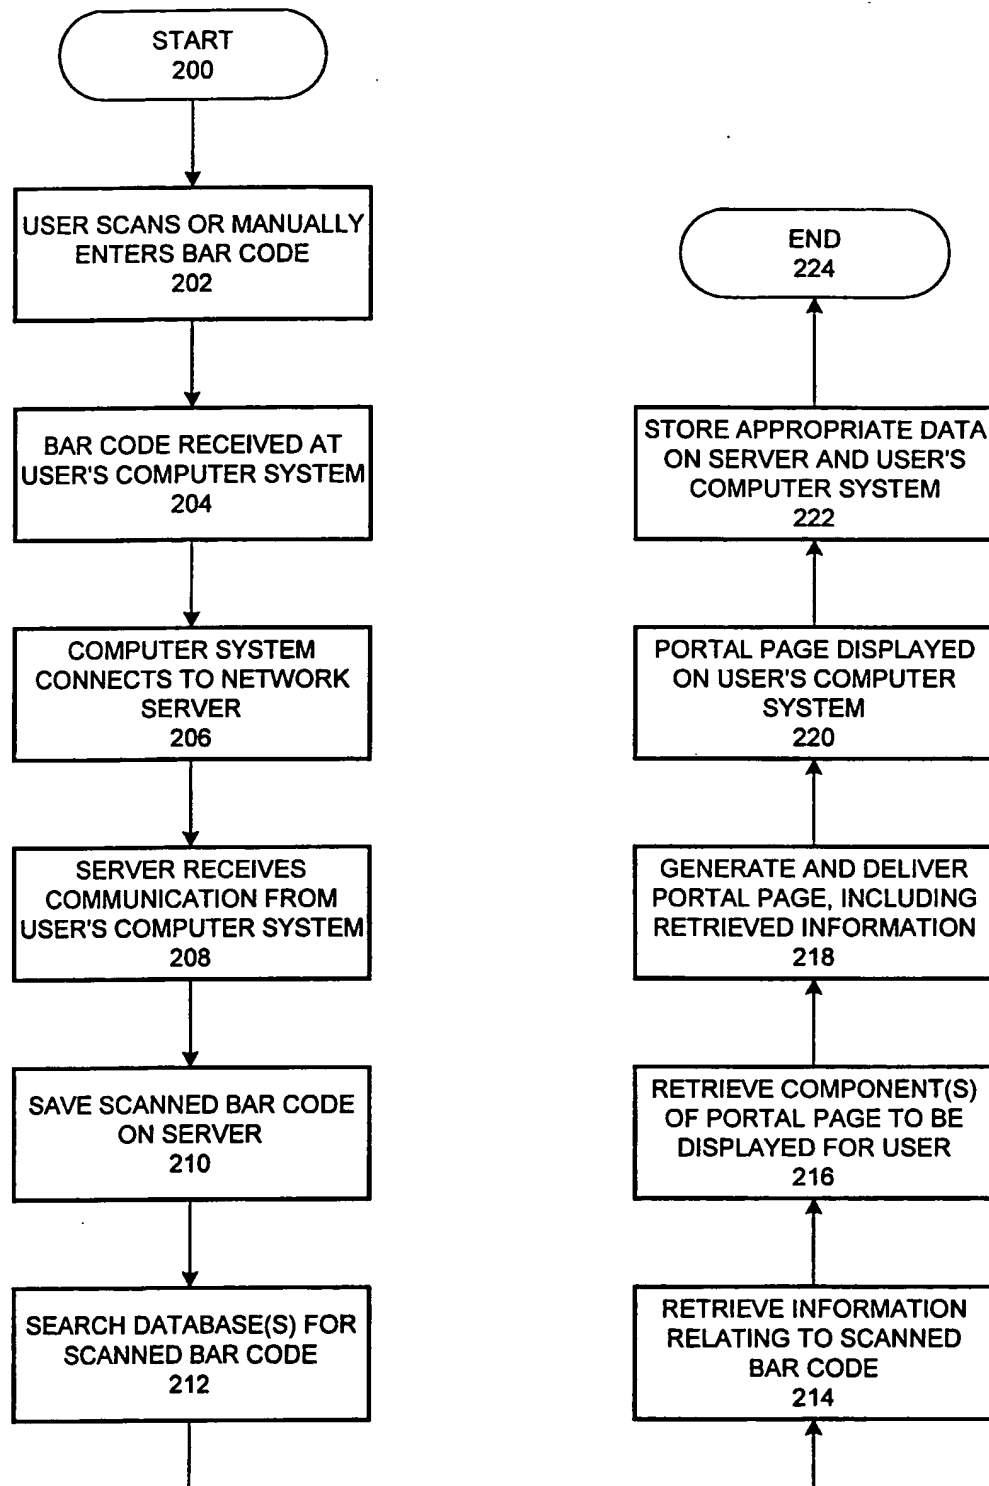 START
200
USER SCANS OR MANUALLY
ENTERS BAR CODE
202
BAR CODE RECEIVED AT
USER'S COMPUTER SYSTEM
204
COMPUTER SYSTEM
CONNECTS TO NETWORK
SERVER
206
SERVER RECEIVES
COMMUNICATION FROM
USER'S COMPUTER SYSTEM
208
SAVE SCANNED BAR CODE
ON SERVER
210
SEARCH DATABASE(S) FOR
SCANNED BAR CODE
212
RETRIEVE INFORMATION
RELATING TO SCANNED
BAR CODE
214
RETRIEVE COMPONENT(S)
OF PORTAL PAGE TO BE
DISPLAYED FOR USER
216
GENERATE AND DELIVER
PORTAL PAGE, INCLUDING
RETRIEVED INFORMATION
218
PORTAL PAGE DISPLAYED
ON USER'S COMPUTER
SYSTEM
220
STORE APPROPRIATE DATA
ON SERVER AND USER'S
COMPUTER SYSTEM
222
END
224